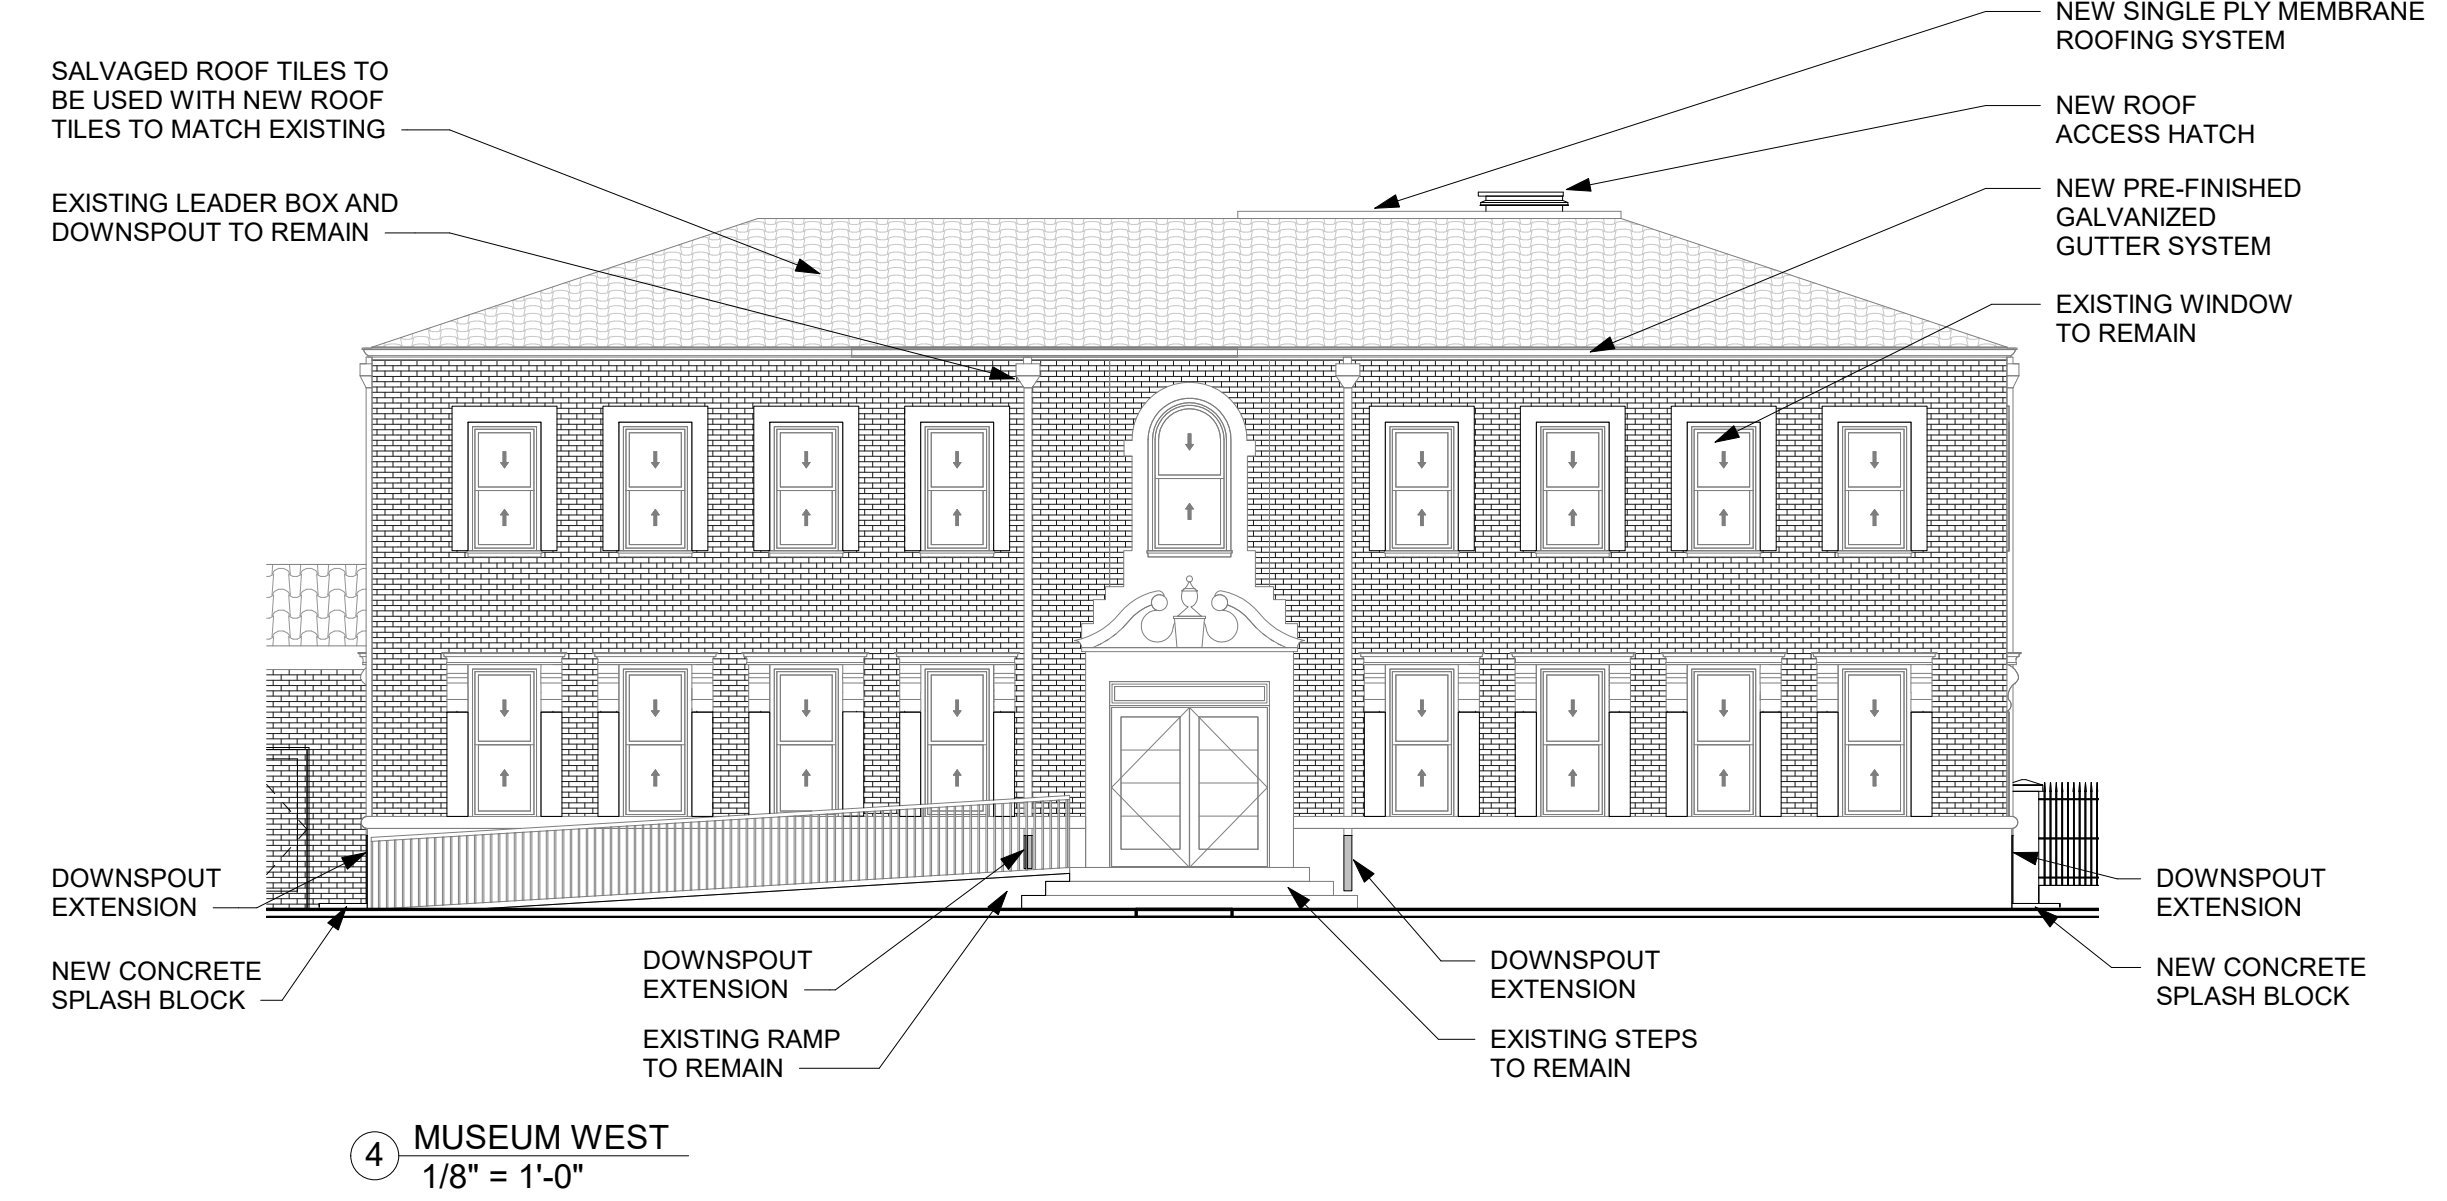 NEW SINGLE PLY MEMBRANE
ROOFING SYSTEM
SALVAGED ROOF TILES TO
BE USED WITH NEW ROOF
TILES TO MATCH EXISTING
NEW ROOF
ACCESS HATCH
EXISTING LEADER BOX AND
DOWNSPOUT TO REMAIN
NEW PRE-FINISHED
GALVANIZED
GUTTER SYSTEM
EXISTING WINDOW
TO REMAIN
DOWNSPOUT
EXTENSION
DOWNSPOUT
EXTENSION
NEW CONCRETE
SPLASH BLOCK
DOWNSPOUT
EXTENSION
DOWNSPOUT
EXTENSION
NEW CONCRETE
SPLASH BLOCK
EXISTING RAMP
TO REMAIN
EXISTING STEPS
TO REMAIN
4 MUSEUM WEST
1/8" = 1'-0"